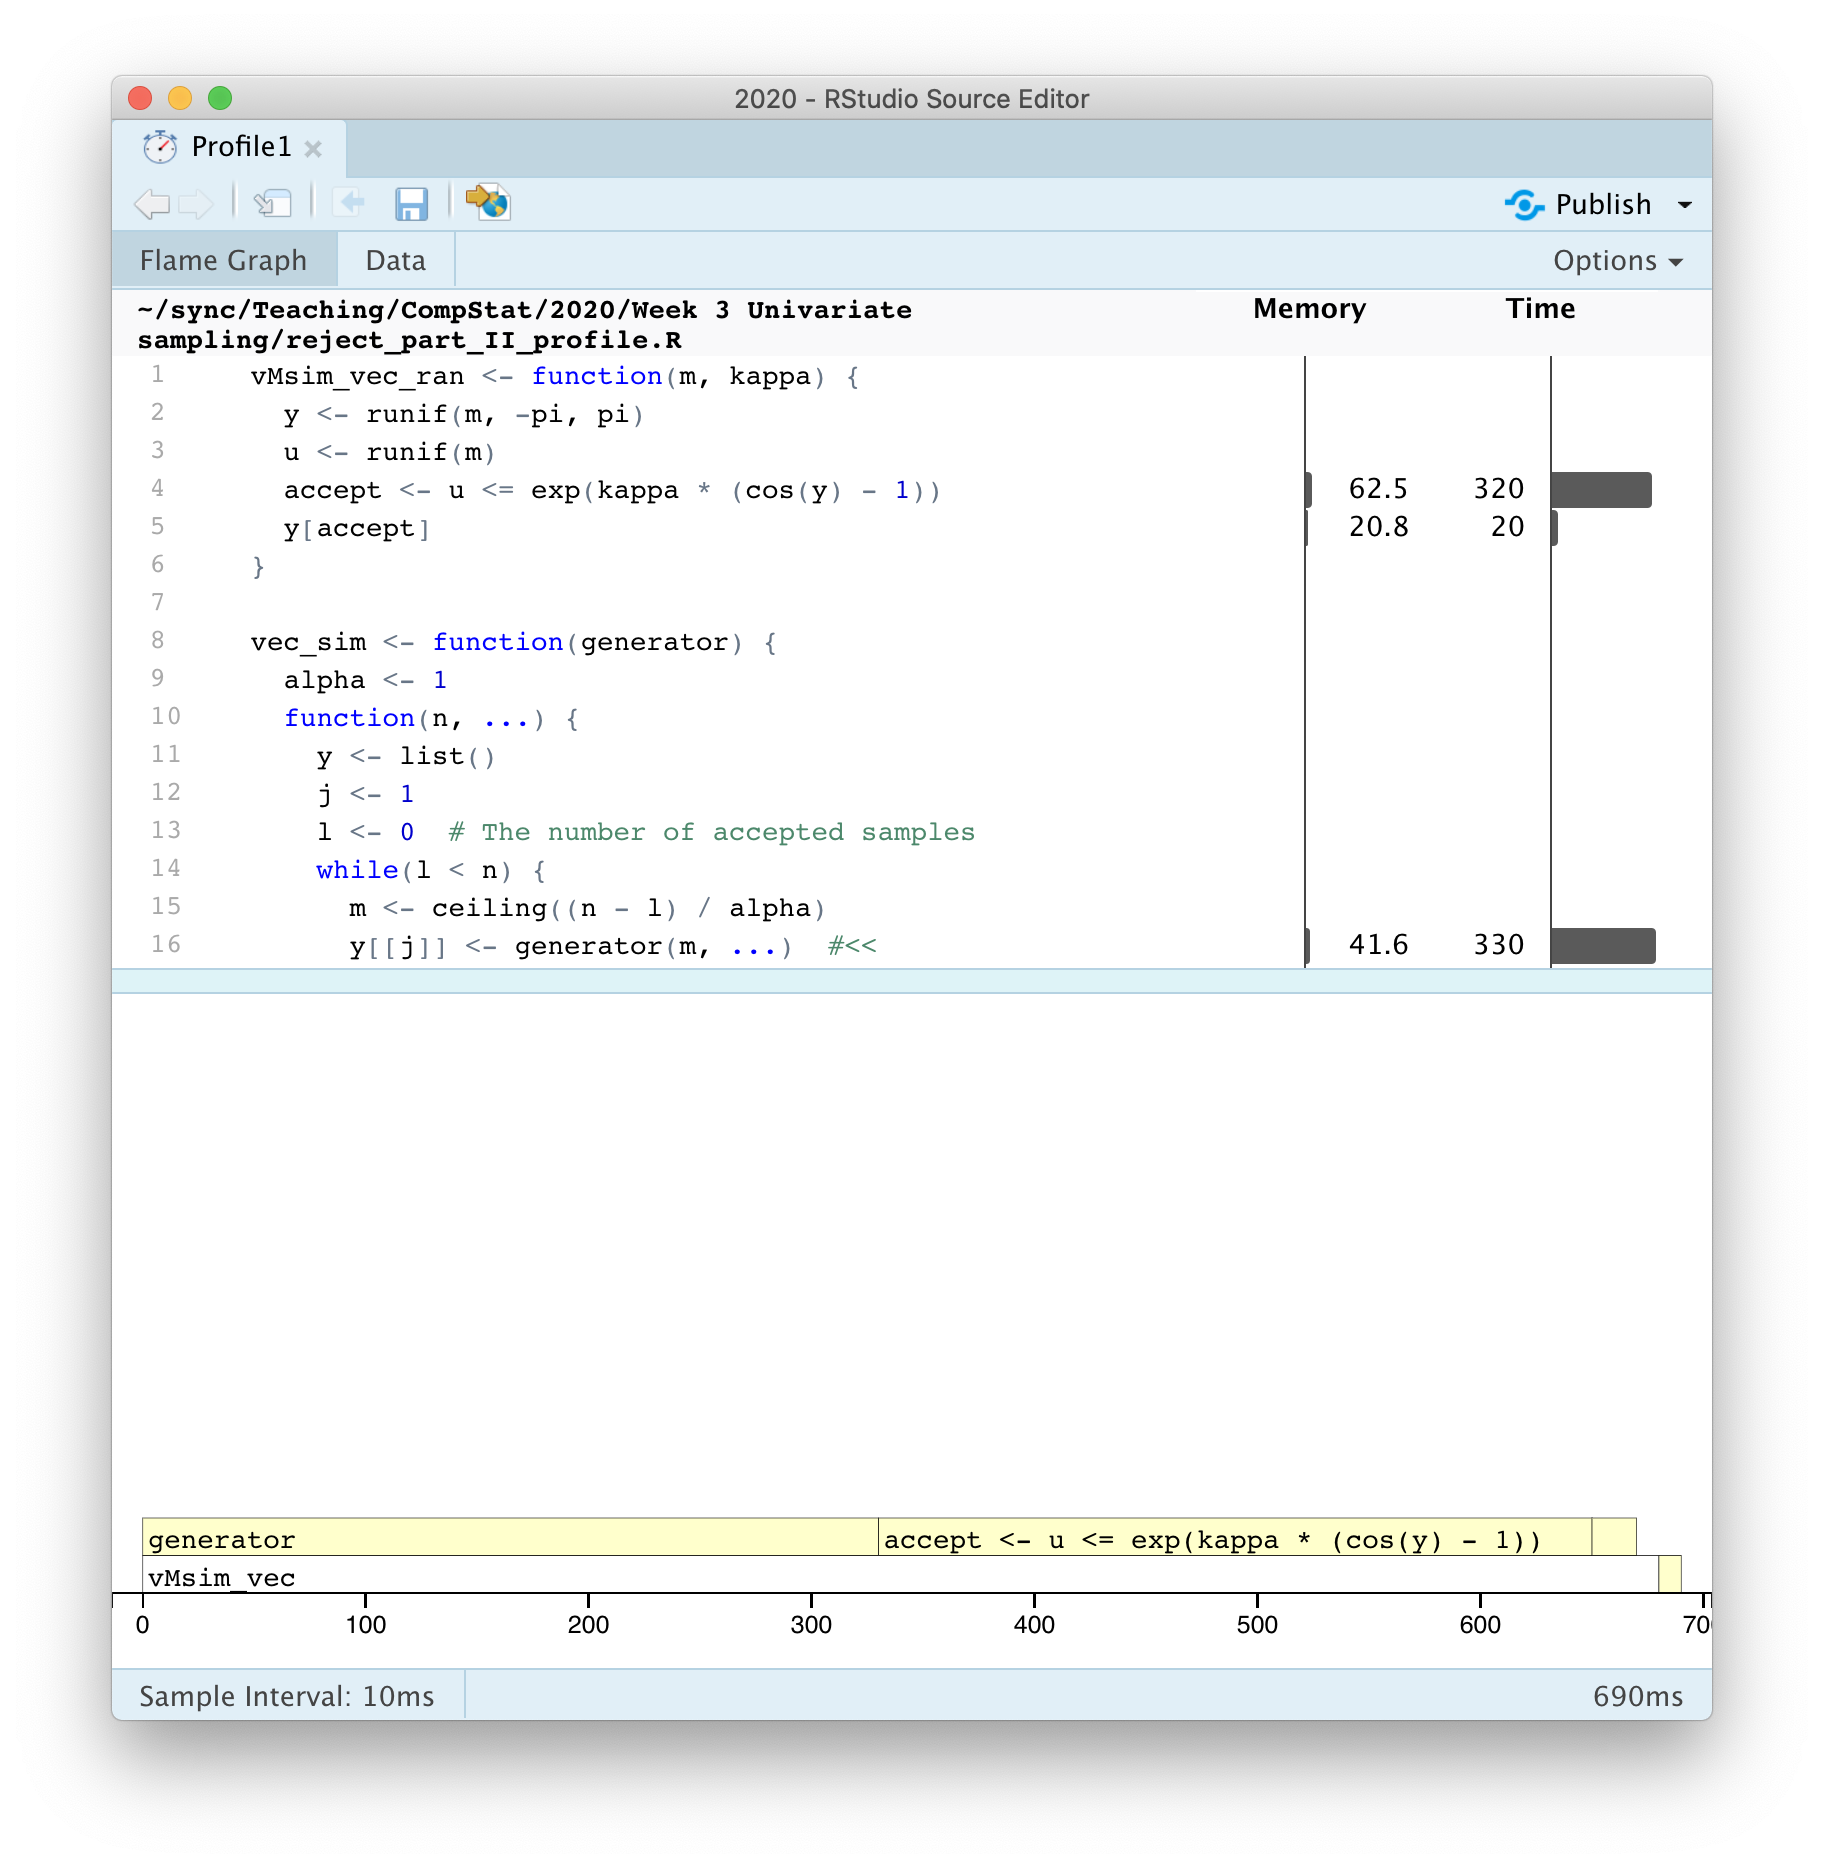 2020 - RStudio Source Editor
Profile1
Publish
Flame Graph Data Options
~/sync/Teaching/CompStat/2020/Week 3 Univariate Memory Time
sampling/reject_part_II_profile.R
1 vMsim_vec_ran <- function(m, kappa) {
2 y <- runif(m, -pi, pi)
3 u <- runif(m)
4 accept <- u <= exp(kappa * (cos(y) - 1)) 62.5 320
5 y[accept] 20.8 20
6 }
7
8 vec_sim <- function(generator) {
9 alpha <- 1
10 function(n, ...) {
11 y <- list()
12 j <- 1
13 l <- 0 # The number of accepted samples
14 while(l < n) {
15 m <- ceiling((n - l) / alpha)
16 y[[j]] <- generator(m, ...) #<< 41.6 330
generator accept <- u <= exp(kappa * (cos(y) - 1))
vMsim_vec
0 100 200 300 400 500 600 70
Sample Interval: 10ms 690ms